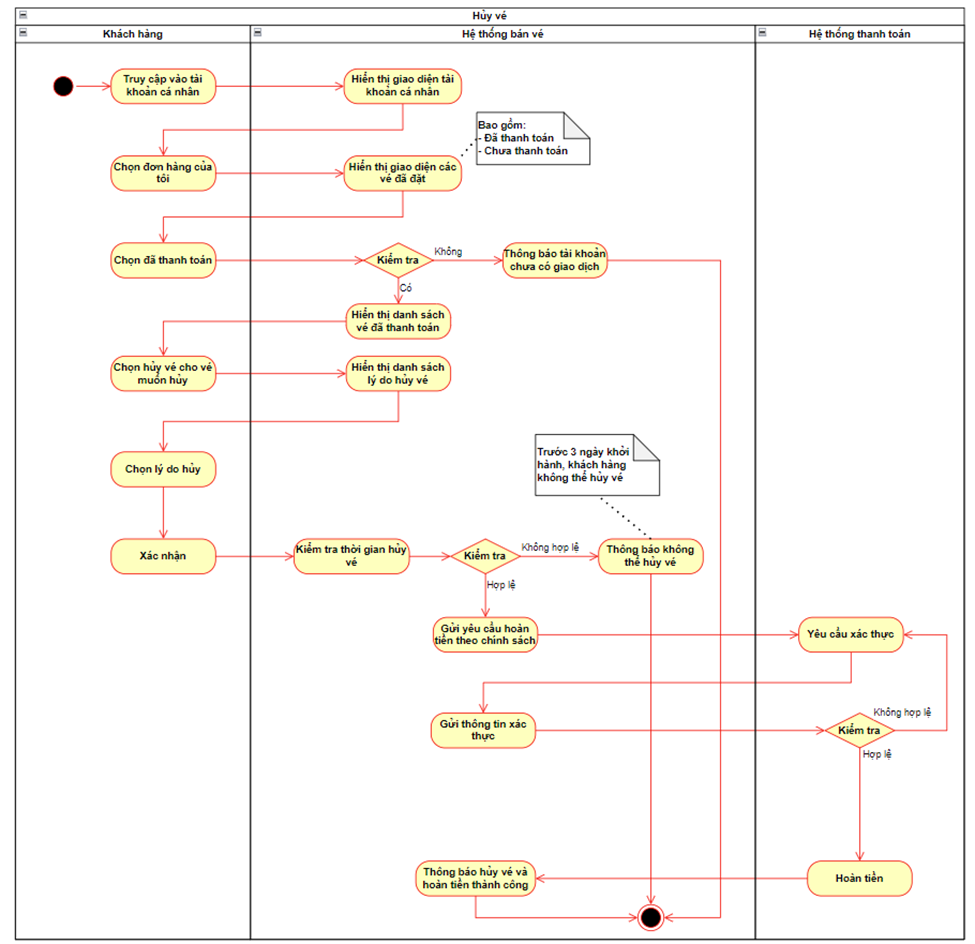 Hủy vé
Khách hàng
Hệ thống bán vé
Hệ thống thanh toán
Truy cập vào tài
khoản cá nhân
Hiển thị giao diện tài
khoản cá nhân
Bao gồm:
- Đã thanh toán
- Chưa thanh toán
Chọn đơn hàng của
tôi
Hiển thị giao diện các
vé đã đặt
Chọn đã thanh toán
Kiểm tra
Không
Thông báo tài khoản
chưa có giao dịch
Có
Hiển thị danh sách
vé đã thanh toán
Chọn hủy vé cho vé
muốn hủy
Hiển thị danh sách
lý do hủy vé
Chọn lý do hủy
Trước 3 ngày khởi
hành, khách hàng
không thể hủy vé
Xác nhận
Kiểm tra thời gian hủy
vé
Kiểm tra
Không hợp lệ
Thông báo không
thể hủy vé
Hợp lệ
Gửi yêu cầu hoàn
tiền theo chính sách
Yêu cầu xác thực
Gửi thông tin xác
thực
Không hợp lệ
Kiểm tra
Hợp lệ
Thông báo hủy vé và
hoàn tiền thành công
Hoàn tiền